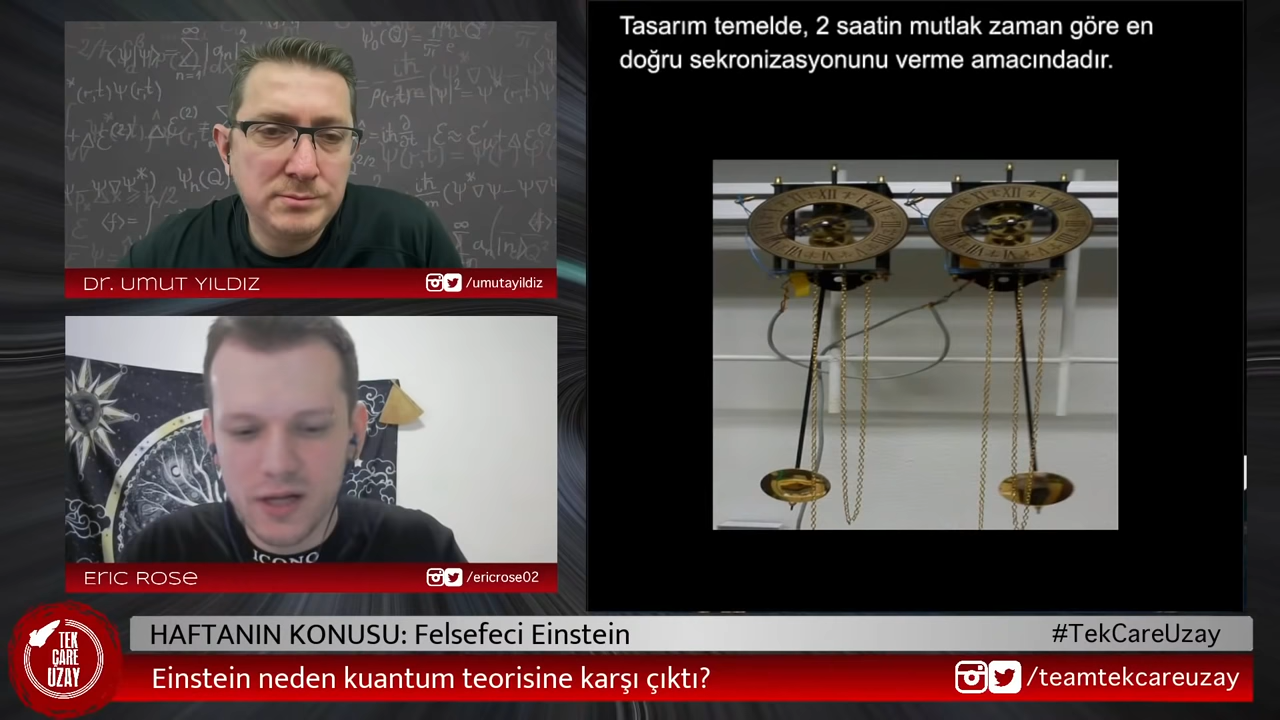 Tasarım temelde, 2 saatin mutlak zaman göre en
doğru sekronizasyonunu verme amacındadır.
Dr. Umut YILDIZ
/umutayildiz
Eric Rose
/ericrose02
ICONO
TEK
ÇARE
UZAY
HAFTANIN KONUSU: Felsefeci Einstein
#TekCareUzay
Einstein neden kuantum teorisine karşı çıktı?
/teamtekcareuzay